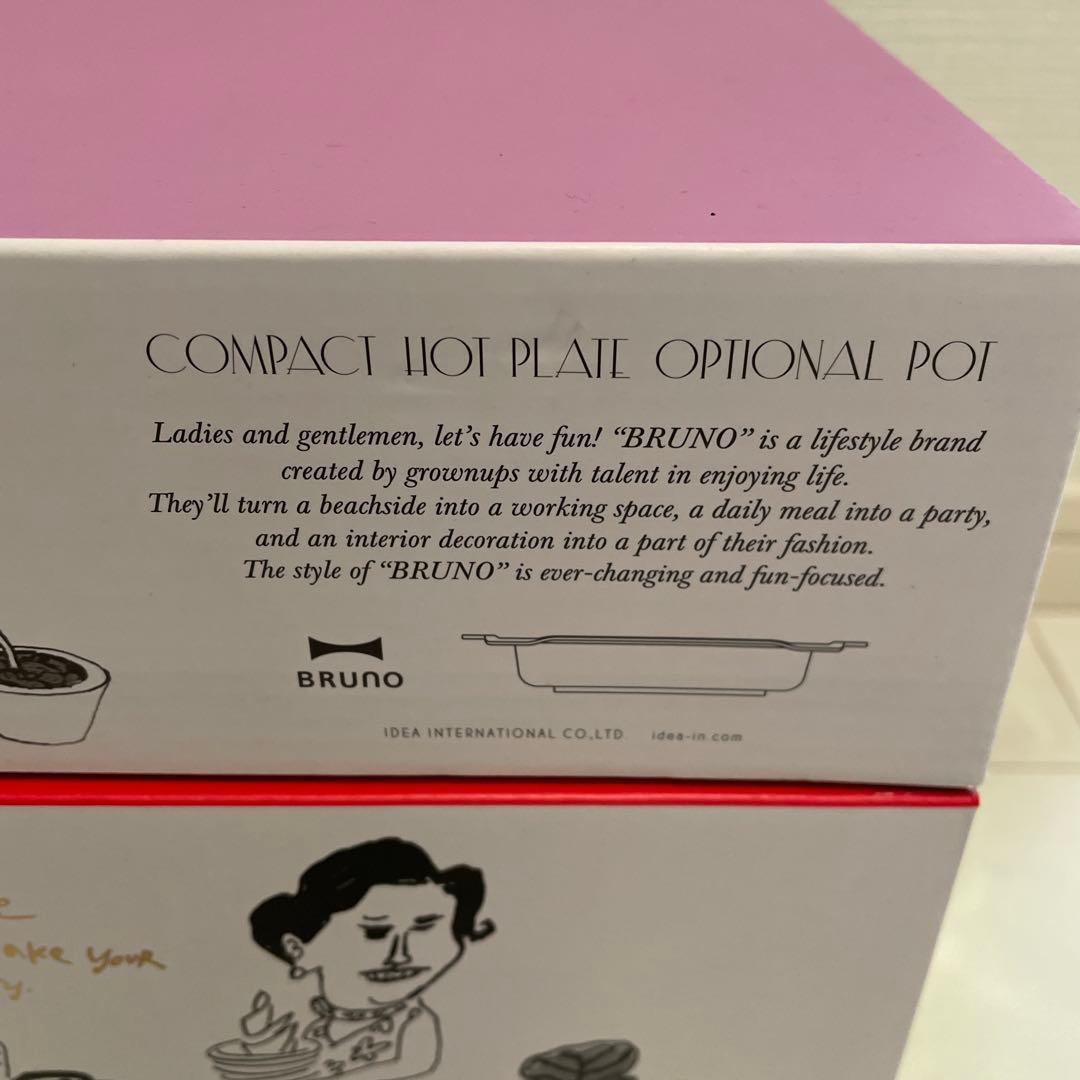 COMPACT HOT PLATE OPTIONAL POT
Ladies and gentlemen, let's have fun! “BRUNO” is a lifestyle brand
created by grownups with talent in enjoying life.
They'll turn a beachside into a working space, a daily meal into a party,
and an interior decoration into a part of their fashion.
The style of “BRUNO” is ever-changing and fun-focused.
BRUNO
IDEA INTERNATIONAL CO.,LTD. idea-in.com
your